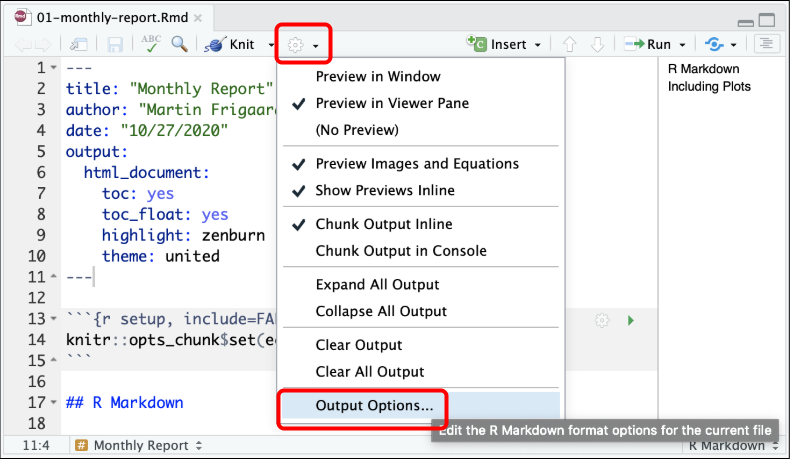 01-monthly-report.Rmd ×
ABC Knit Insert Run
1 ---
2 title: "Monthly Report"
3 author: "Martin Frigaar
4 date: "10/27/2020"
5 output:
6 html_document:
7 toc: yes
8 toc_float: yes
9 highlight: zenburn
10 theme: united
11 ---
12
13 ```{r setup, include=FA
14 knitr::opts_chunk$set(e
15 ```
16
17 ## R Markdown
18
Preview in Window
Preview in Viewer Pane
(No Preview)
Preview Images and Equations
Show Previews Inline
Chunk Output Inline
Chunk Output in Console
Expand All Output
Collapse All Output
Clear Output
Clear All Output
Output Options...
Edit the R Markdown format options for the current file
R Markdown
Including Plots
11:4 # Monthly Report R Markdown